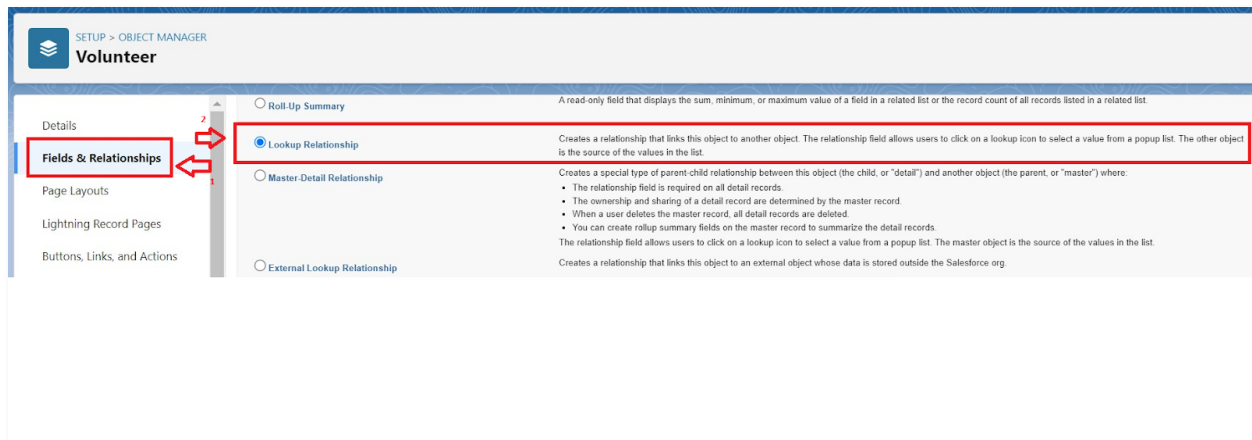 SETUP > OBJECT MANAGER
Volunteer
Details
Fields & Relationships
Page Layouts
Lightning Record Pages
Buttons, Links, and Actions
2
1
Roll-Up Summary
A read-only field that displays the sum, minimum, or maximum value of a field in a related list or the record count of all records listed in a related list.
Lookup Relationship
Creates a relationship that links this object to another object. The relationship field allows users to click on a lookup icon to select a value from a popup list. The other object
is the source of the values in the list.
Master-Detail Relationship
Creates a special type of parent-child relationship between this object (the child, or "detail") and another object (the parent, or "master") where:
• The relationship field is required on all detail records.
• The ownership and sharing of a detail record are determined by the master record.
• When a user deletes the master record, all detail records are deleted.
• You can create rollup summary fields on the master record to summarize the detail records.
The relationship field allows users to click on a lookup icon to select a value from a popup list. The master object is the source of the values in the list.
External Lookup Relationship
Creates a relationship that links this object to an external object whose data is stored outside the Salesforce org.